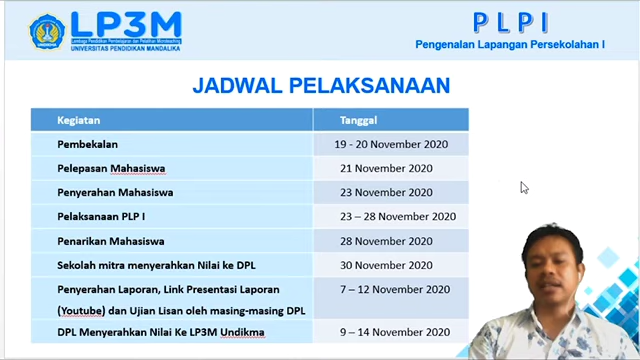 LP3M
Lembaga Pendidikan Pembelajaran dan Pelatihan Microteaching
UNIVERSITAS PENDIDIKAN MANDALIKA
PLPI
Pengenalan Lapangan Persekolahan I
JADWAL PELAKSANAAN
Kegiatan Tanggal
Pembekalan 19 - 20 November 2020
Pelepasan Mahasiswa 21 November 2020
Penyerahan Mahasiswa 23 November 2020
Pelaksanaan PLP I 23 – 28 November 2020
Penarikan Mahasiswa 28 November 2020
Sekolah mitra menyerahkan Nilai ke DPL 30 November 2020
Penyerahan Laporan, Link Presentasi Laporan 7 – 12 November 2020
(Youtube) dan Ujian Lisan oleh masing-masing DPL
DPL Menyerahkan Nilai Ke LP3M Undikma 9 – 14 November 2020